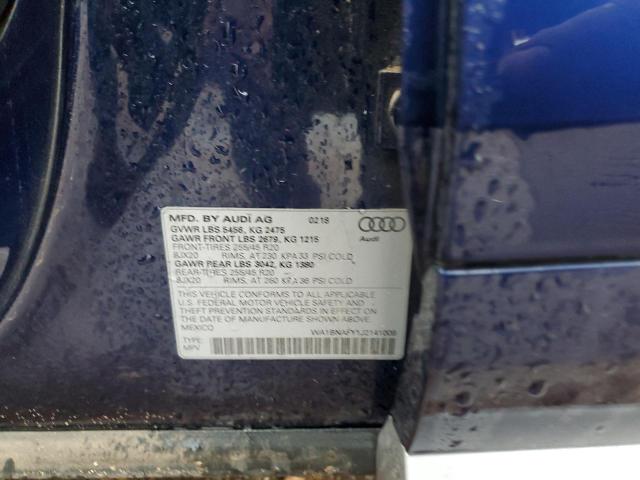 MFD. BY AUDI AG 0218
GVWR LBS 5456, KG 2475
GAWR FRONT LBS 2679, KG 1215
FRONT-TIRES 255/45 R20
8JX20 RIMS, AT 230 KPA 33 PSI COLD
Audi
GAWR REAR LBS 3042, KG 1380
REAR-TIRES 255/45 R20
8JX20 RIMS, AT 260 KPA 38 PSI COLD
THIS VEHICLE CONFORMS TO ALL APPLICABLE
U.S. FEDERAL MOTOR VEHICLE SAFETY AND
THEFT PREVENTION STANDARDS IN EFFECT ON
THE DATE OF MANUFACTURE SHOWN ABOVE.
MEXICO
WA1BNAFY1J2141008
TYPE:
MPV